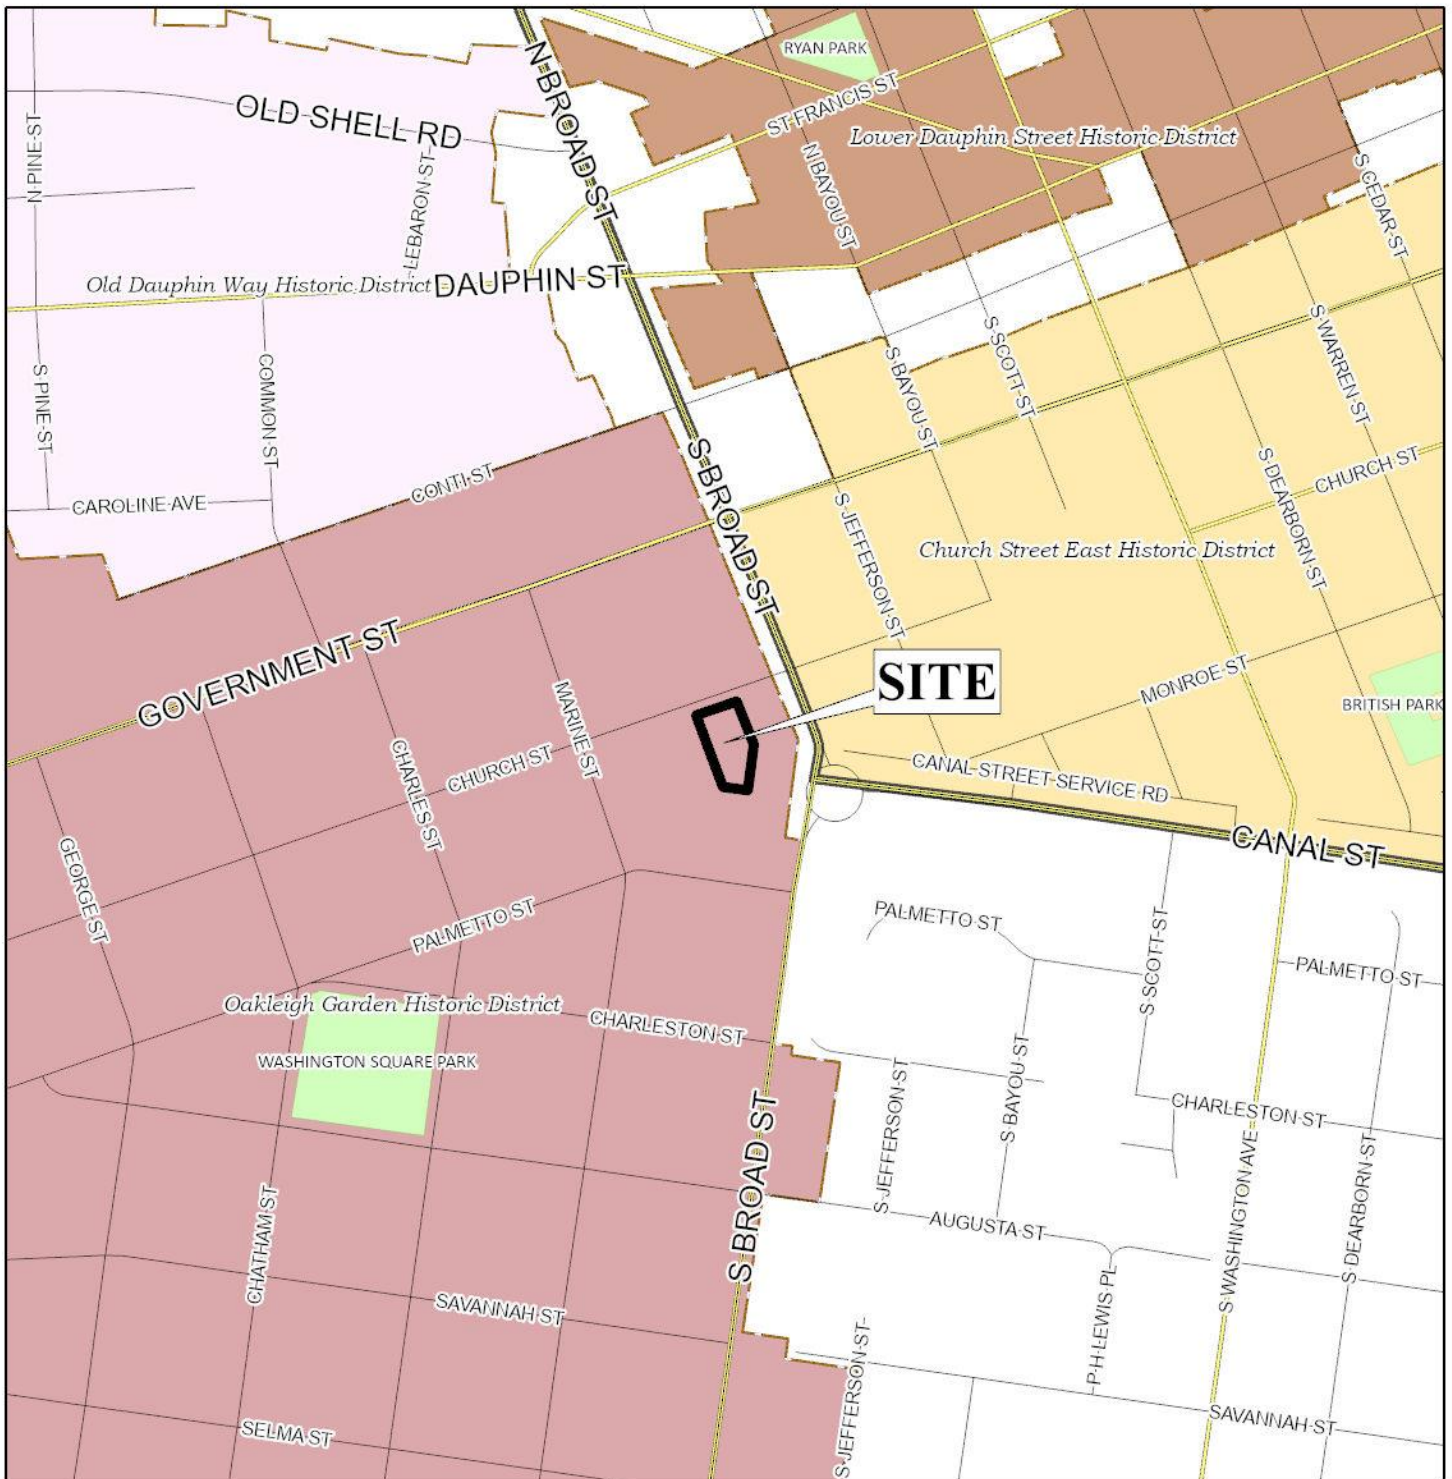 RYAN PARK
N BROAD ST
ST FRANCIS ST
OLD SHELL RD
Lower Dauphin Street Historic District
N PINE ST
LEBARON ST
N BAYOU ST
S CEDAR ST
Old Dauphin Way Historic District
DAUPHIN ST
S PINE ST
COMMON ST
S BAYOU ST
S SCOTT ST
S WARREN ST
CAROLINE AVE
CONTI ST
S BROAD ST
S JEFFERSON ST
S DEARBORN ST
CHURCH ST
Church Street East Historic District
GOVERNMENT ST
SITE
MONROE ST
BRITISH PARK
MARINE ST
CHURCH ST
CHARLES ST
CANAL STREET SERVICE RD
CANAL ST
GEORGE ST
PALMETTO ST
PALMETTO ST
S SCOTT ST
PALMETTO ST
Oakleigh Garden Historic District
CHARLESTON ST
WASHINGTON SQUARE PARK
S BAYOU ST
S JEFFERSON ST
CHARLESTON ST
S BROAD ST
S WASHINGTON AVE
S DEARBORN ST
CHATHAM ST
AUGUSTA ST
P H LEWIS PL
SAVANNAH ST
S JEFFERSON ST
SAVANNAH ST
SELMA ST